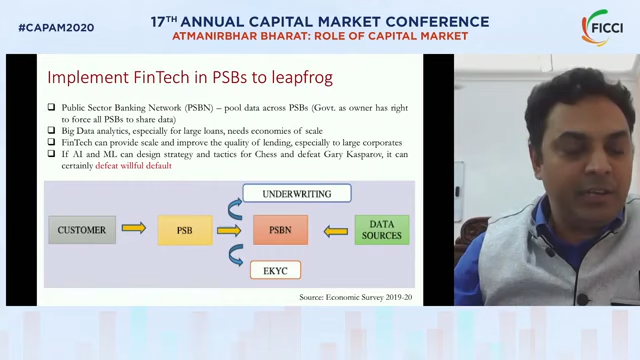 #CAPAM2020
17TH ANNUAL CAPITAL MARKET CONFERENCE
ATMANIRBHAR BHARAT: ROLE OF CAPITAL MARKET
FICCI
Implement FinTech in PSBs to leapfrog
Public Sector Banking Network (PSBN) – pool data across PSBs (Govt. as owner has right
to force all PSBs to share data)
Big Data analytics, especially for large loans, needs economies of scale
FinTech can provide scale and improve the quality of lending, especially to large corporates
If AI and ML can design strategy and tactics for Chess and defeat Gary Kasparov, it can
certainly defeat willful default
UNDERWRITING
CUSTOMER
PSB
PSBN
DATA
SOURCES
EKYC
Source: Economic Survey 2019-20